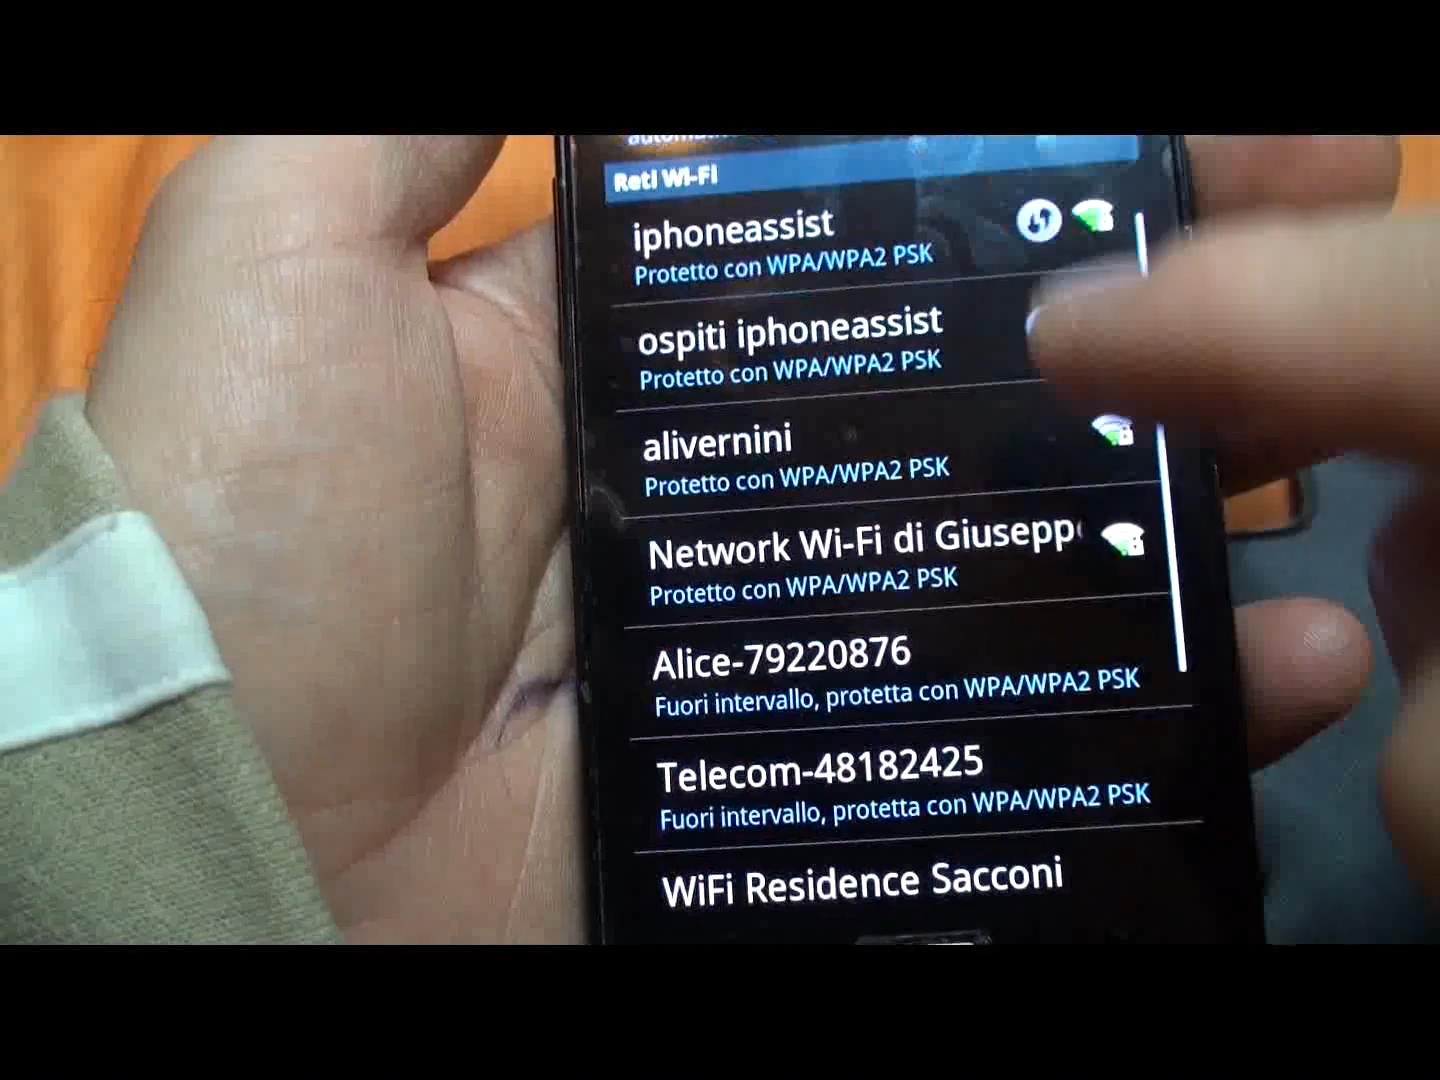 Reti Wi-Fi
iphoneassist
Protetto con WPA/WPA2 PSK
ospiti iphoneassist
Protetto con WPA/WPA2 PSK
alivernini
Protetto con WPA/WPA2 PSK
Network Wi-Fi di Giusepp
Protetto con WPA/WPA2 PSK
Alice-79220876
Fuori intervallo, protetta con WPA/WPA2 PSK
Telecom-48182425
Fuori intervallo, protetta con WPA/WPA2 PSK
WiFi Residence Sacconi